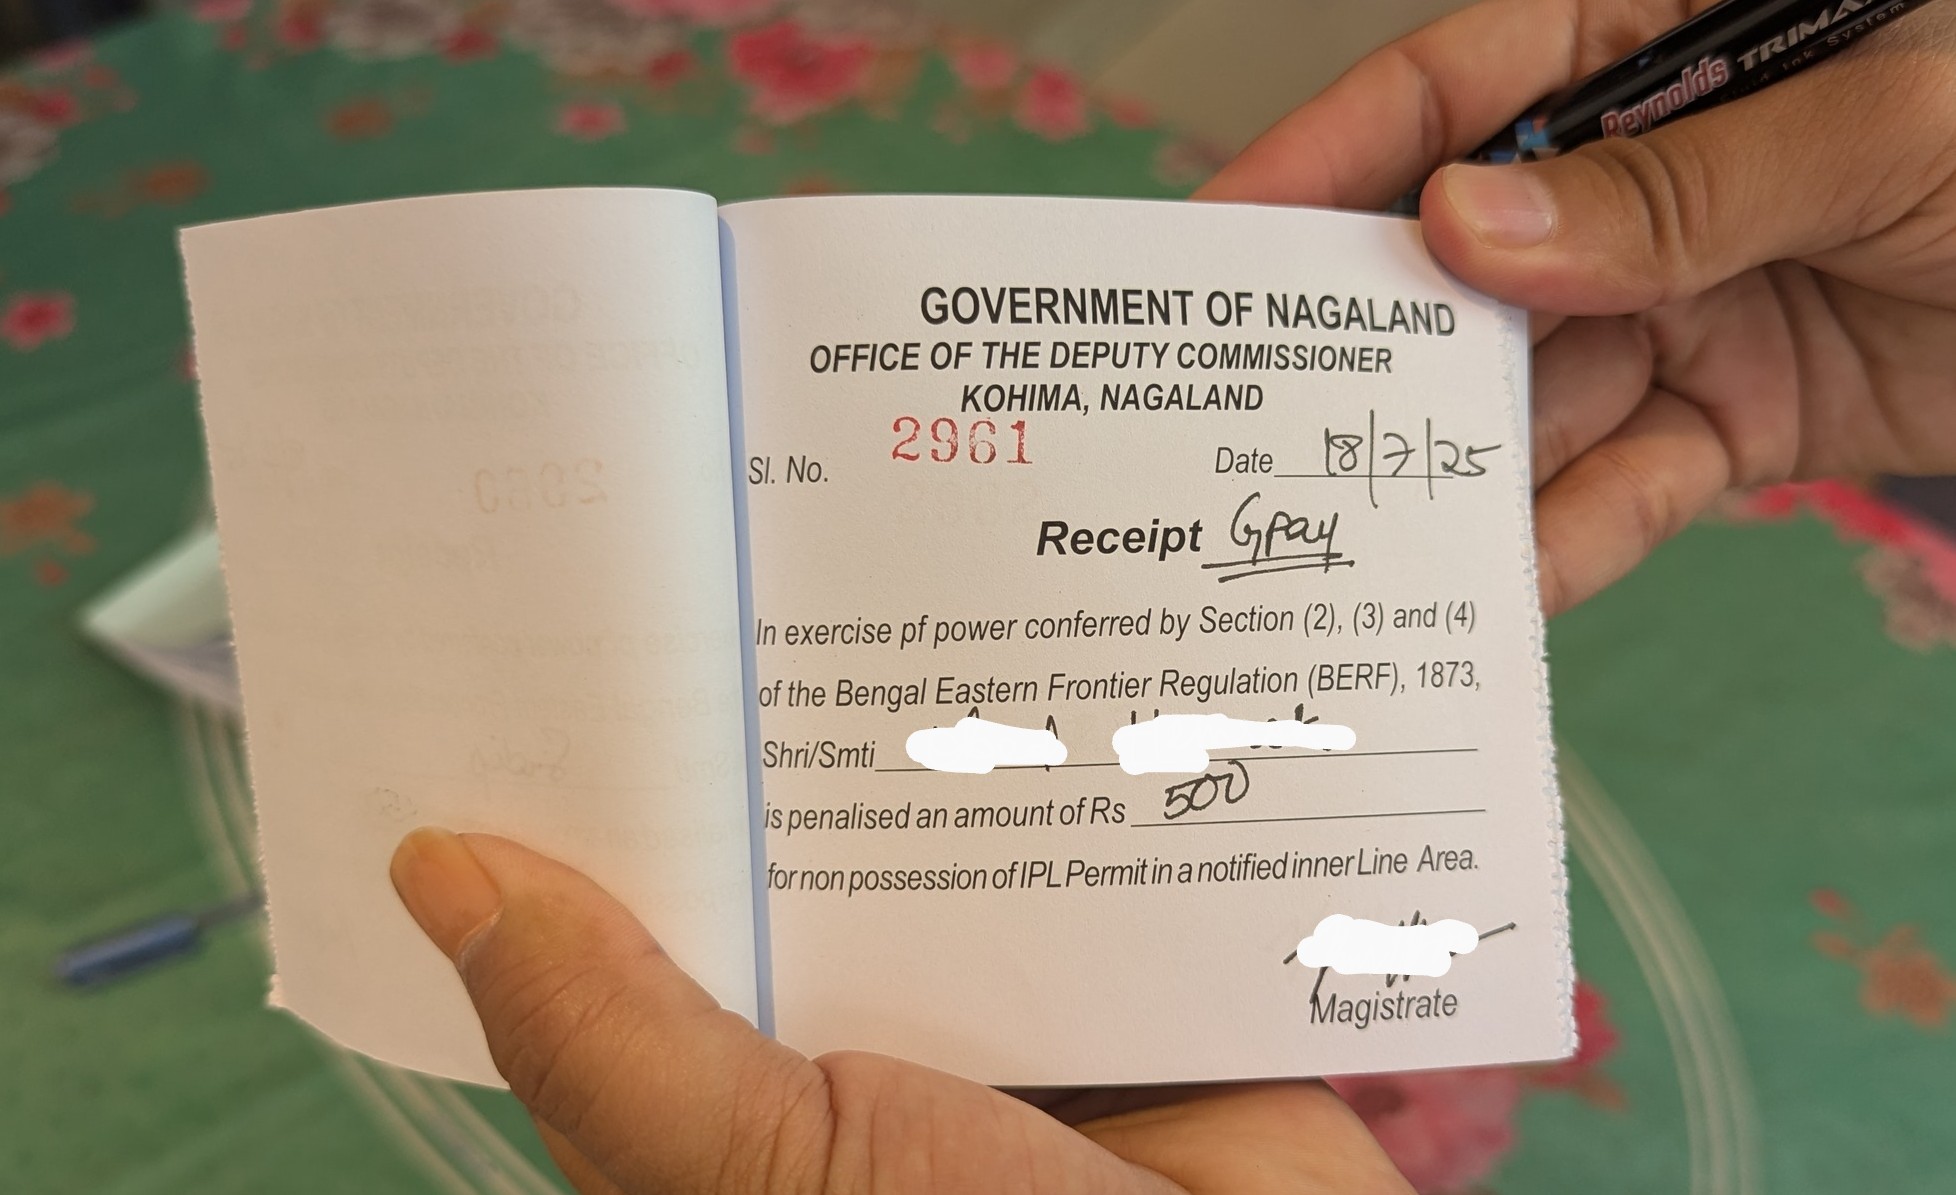 Reynolds TRIMA
Ink System
GOVERNMENT OF NAGALAND
OFFICE OF THE DEPUTY COMMISSIONER
KOHIMA, NAGALAND
Sl. No. 2961 Date 18/7/25
Receipt Gpay
In exercise pf power conferred by Section (2), (3) and (4)
of the Bengal Eastern Frontier Regulation (BERF), 1873,
Shri/Smti
is penalised an amount of Rs 500
for non possession of IPL Permit in a notified inner Line Area.
Magistrate